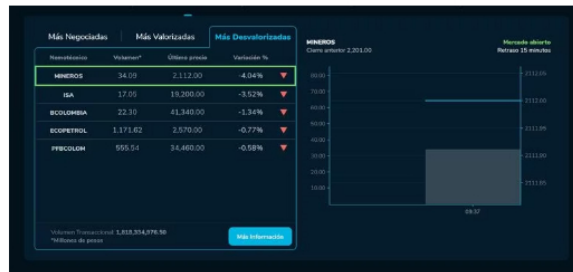 Más Negociadas
Más Valorizadas
Más Desvalorizadas
Nemotécnico Volumen* Último precio Variación %
MINEROS 34.09 2,112.00 -4.04%
ISA 17.05 19,200.00 -3.52%
BCOLOMBIA 22.30 41,340.00 -1.34%
ECOPETROL 1,171.62 2,570.00 -0.77%
PFBCOLOM 555.54 34,460.00 -0.58%
Volumen Transaccional
*Millones de pesos
Más Información
MINEROS
Cierre anterior 2,201.00
Mercado abierto
Retraso 15 minutos
80.00
70.00
60.00
50.00
40.00
30.00
20.00
10.00
09:37